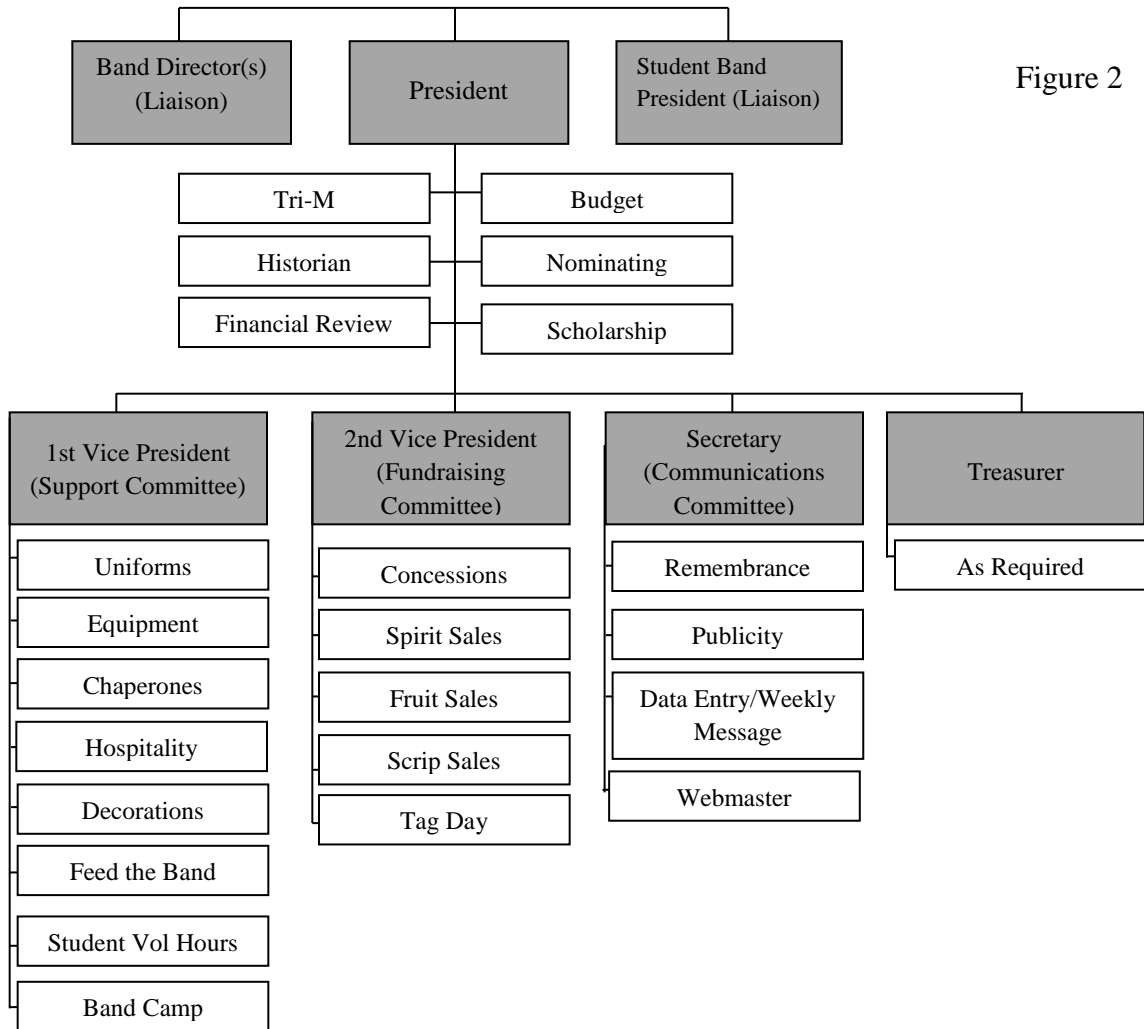 Band Director(s)
(Liaison)
President
Student Band
President (Liaison)
Figure 2
Tri-M
Budget
Historian
Nominating
Financial Review
Scholarship
1st Vice President
(Support Committee)
2nd Vice President
(Fundraising
Committee)
Secretary
(Communications
Committee)
Treasurer
Uniforms
Equipment
Chaperones
Hospitality
Decorations
Feed the Band
Student Vol Hours
Band Camp
Concessions
Spirit Sales
Fruit Sales
Scrip Sales
Tag Day
Remembrance
Publicity
Data Entry/Weekly
Message
Webmaster
As Required